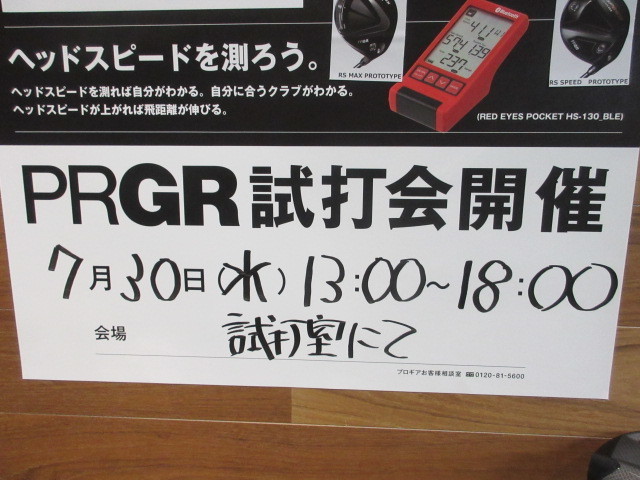 ヘッドスピードを測ろう。
ヘッドスピードを測れば自分がわかる。自分に合うクラブがわかる。
ヘッドスピードが上がれば飛距離が伸びる。
RS MAX PROTOTYPE
Bluetooth
RS SPEED PROTOTYPE
(RED EYES POCKET HS-130_BLE)
PRGR試打会開催
7月30日(水) 13:00~18:00
会場 試打室にて
プロギアお客様相談室 0120-81-5600